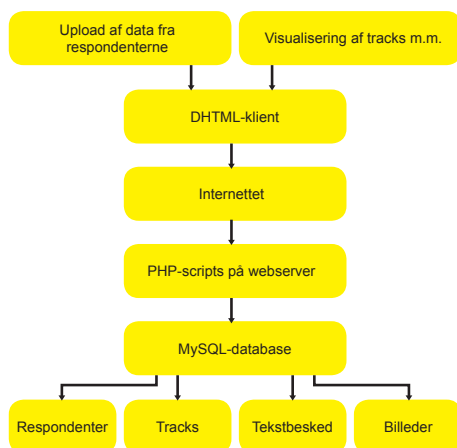 Upload af data fra
respondenterne
Visualisering af tracks m.m.
DHTML-klient
Internettet
PHP-scripts på webserver
MySQL-database
Respondenter
Tracks
Tekstbesked
Billeder